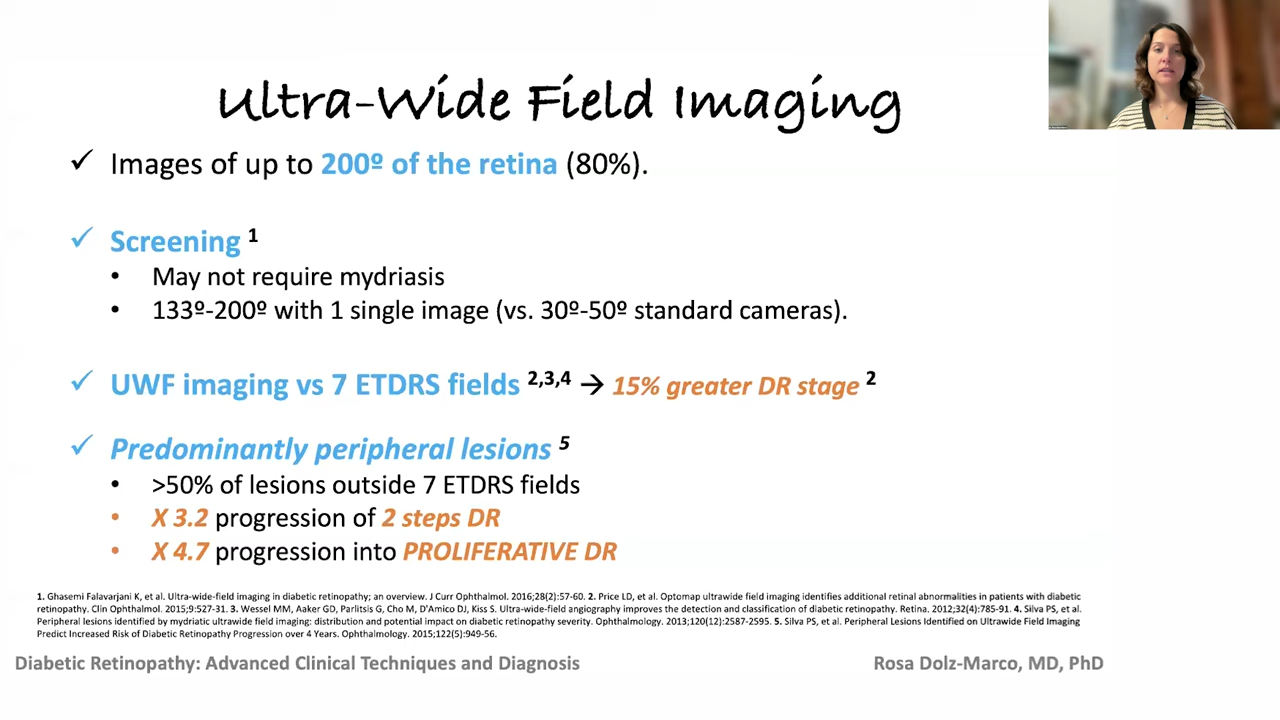 Ultra-Wide Field Imaging
✓ Images of up to 200º of the retina (80%).
✓ Screening 1
• May not require mydriasis
• 133º-200º with 1 single image (vs. 30º-50º standard cameras).
✓ UWF imaging vs 7 ETDRS fields 2,3,4 → 15% greater DR stage 2
✓ Predominantly peripheral lesions 5
• >50% of lesions outside 7 ETDRS fields
• X 3.2 progression of 2 steps DR
• X 4.7 progression into PROLIFERATIVE DR
1. Ghasemi Falavarjani K, et al. Ultra-wide-field imaging in diabetic retinopathy; an overview. J Curr Ophthalmol. 2016;28(2):57-60. 2. Price LD, et al. Optomap ultrawide field imaging identifies additional retinal abnormalities in patients with diabetic
retinopathy. Clin Ophthalmol. 2015;9:527-31. 3. Wessel MM, Aaker GD, Parlitsis G, Cho M, D'Amico DJ, Kiss S. Ultra-wide-field angiography improves the detection and classification of diabetic retinopathy. Retina. 2012;32(4):785-91. 4. Silva PS, et al.
Peripheral lesions identified by mydriatic ultrawide field imaging: distribution and potential impact on diabetic retinopathy severity. Ophthalmology. 2013;120(12):2587-2595. 5. Silva PS, et al. Peripheral Lesions Identified on Ultrawide Field Imaging
Predict Increased Risk of Diabetic Retinopathy Progression over 4 Years. Ophthalmology. 2015;122(5):949-56.
Diabetic Retinopathy: Advanced Clinical Techniques and Diagnosis
Rosa Dolz-Marco, MD, PhD